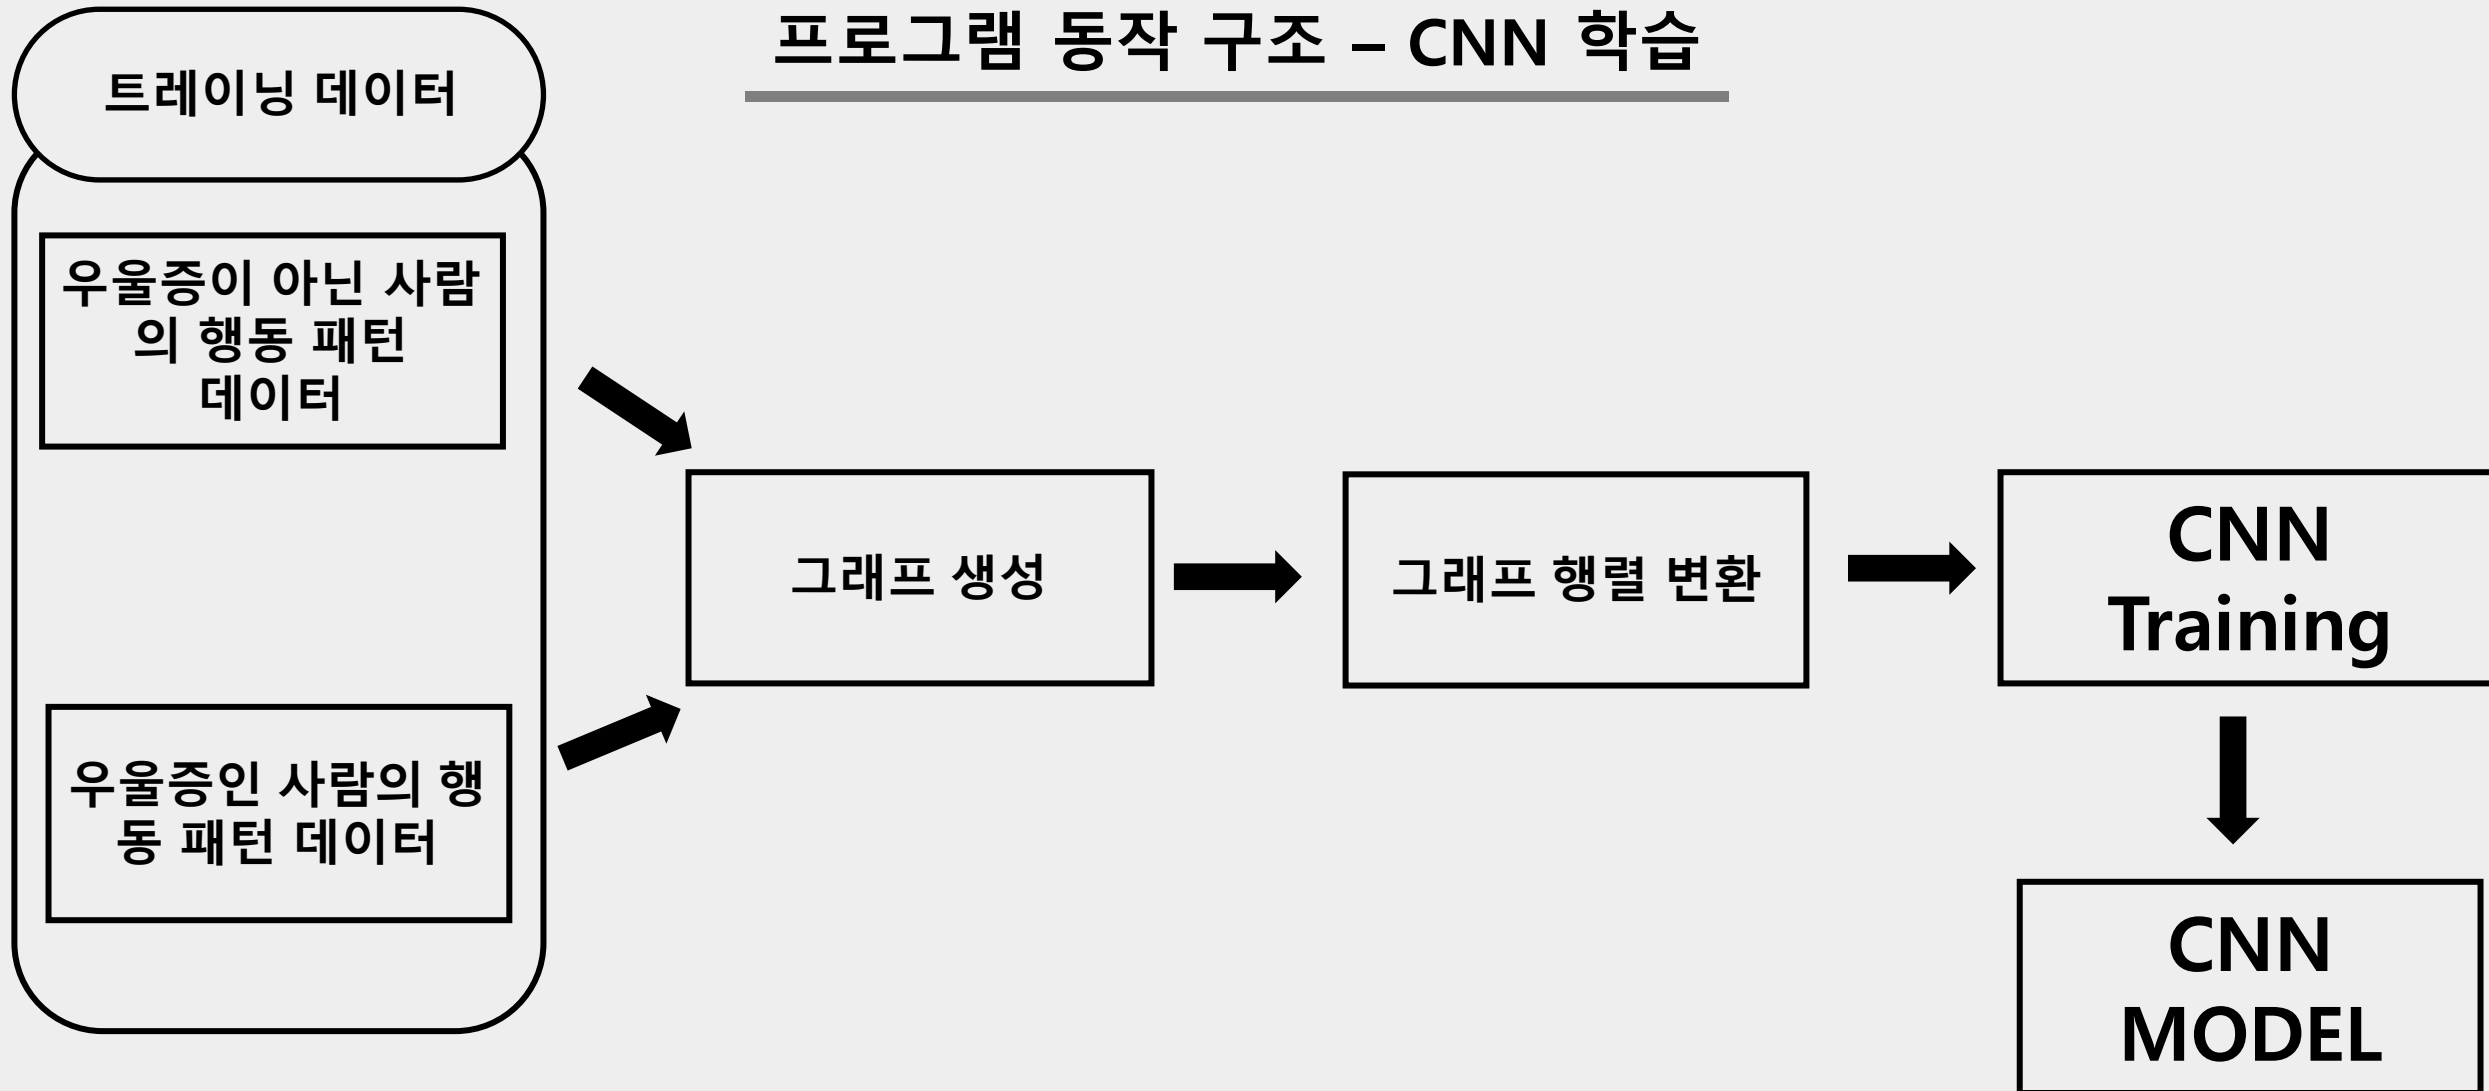 프로그램 동작 구조 – CNN 학습
트레이닝 데이터
우울증이 아닌 사람
의 행동 패턴
데이터
우울증인 사람의 행
동 패턴 데이터
그래프 생성
그래프 행렬 변환
CNN
Training
CNN
MODEL